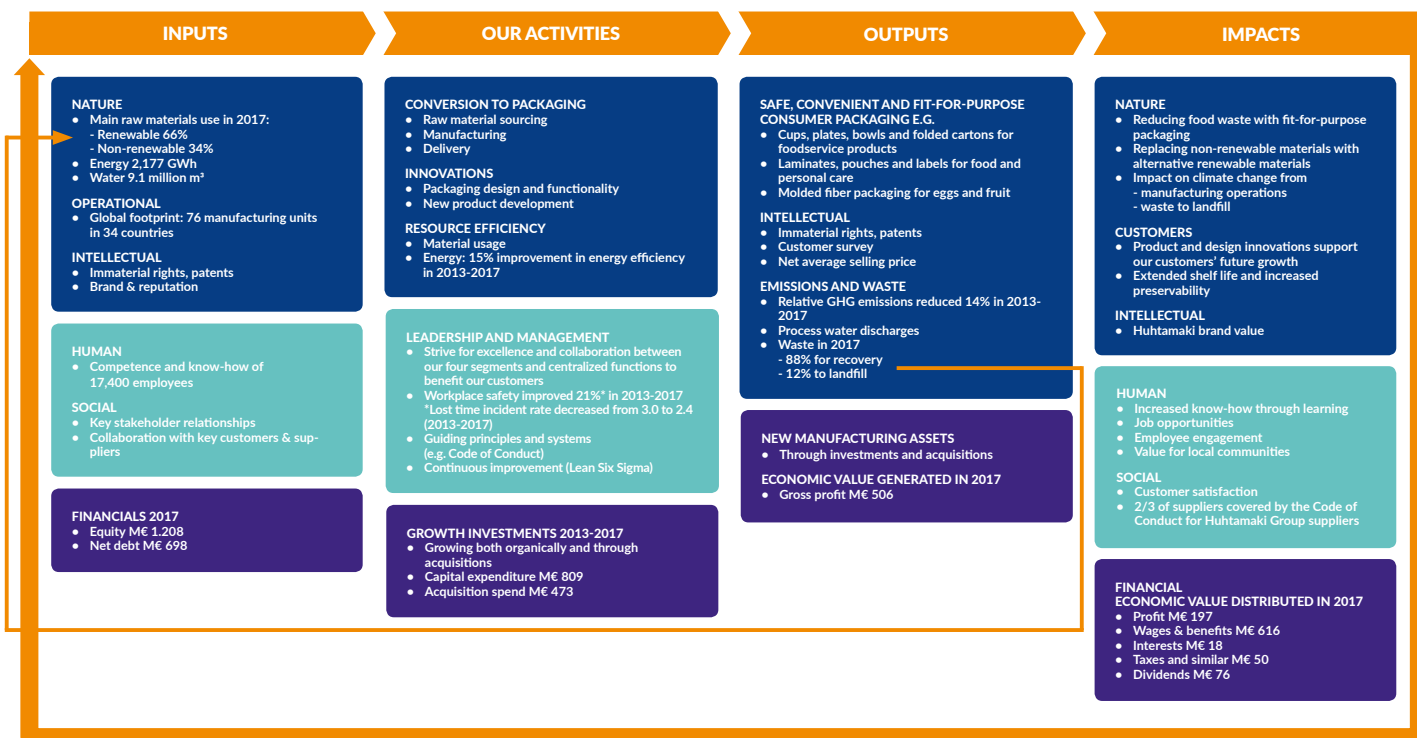 INPUTS
OUR ACTIVITIES
OUTPUTS
IMPACTS
NATURE
• Main raw materials use in 2017:
- Renewable 66%
- Non-renewable 34%
• Energy 2,177 GWh
• Water 9.1 million m³
OPERATIONAL
• Global footprint: 76 manufacturing units
in 34 countries
INTELLECTUAL
• Immaterial rights, patents
• Brand & reputation
HUMAN
• Competence and know-how of
17,400 employees
SOCIAL
• Key stakeholder relationships
• Collaboration with key customers & sup-
pliers
FINANCIALS 2017
• Equity M€ 1.208
• Net debt M€ 698
CONVERSION TO PACKAGING
• Raw material sourcing
• Manufacturing
• Delivery
INNOVATIONS
• Packaging design and functionality
• New product development
RESOURCE EFFICIENCY
• Material usage
• Energy: 15% improvement in energy efficiency
in 2013-2017
LEADERSHIP AND MANAGEMENT
• Strive for excellence and collaboration between
our four segments and centralized functions to
benefit our customers
• Workplace safety improved 21%* in 2013-2017
*Lost time incident rate decreased from 3.0 to 2.4
(2013-2017)
• Guiding principles and systems
(e.g. Code of Conduct)
• Continuous improvement (Lean Six Sigma)
GROWTH INVESTMENTS 2013-2017
• Growing both organically and through
acquisitions
• Capital expenditure M€ 809
• Acquisition spend M€ 473
SAFE, CONVENIENT AND FIT-FOR-PURPOSE
CONSUMER PACKAGING E.G.
• Cups, plates, bowls and folded cartons for
foodservice products
• Laminates, pouches and labels for food and
personal care
• Molded fiber packaging for eggs and fruit
INTELLECTUAL
• Immaterial rights, patents
• Customer survey
• Net average selling price
EMISSIONS AND WASTE
• Relative GHG emissions reduced 14% in 2013-
2017
• Process water discharges
• Waste in 2017
- 88% for recovery
- 12% to landfill
NEW MANUFACTURING ASSETS
• Through investments and acquisitions
ECONOMIC VALUE GENERATED IN 2017
• Gross profit M€ 506
NATURE
• Reducing food waste with fit-for-purpose
packaging
• Replacing non-renewable materials with
alternative renewable materials
• Impact on climate change from
- manufacturing operations
- waste to landfill
CUSTOMERS
• Product and design innovations support
our customers' future growth
• Extended shelf life and increased
preservability
INTELLECTUAL
• Huhtamaki brand value
HUMAN
• Increased know-how through learning
• Job opportunities
• Employee engagement
• Value for local communities
SOCIAL
• Customer satisfaction
• 2/3 of suppliers covered by the Code of
Conduct for Huhtamaki Group suppliers
FINANCIAL
ECONOMIC VALUE DISTRIBUTED IN 2017
• Profit M€ 197
• Wages & benefits M€ 616
• Interests M€ 18
• Taxes and similar M€ 50
• Dividends M€ 76